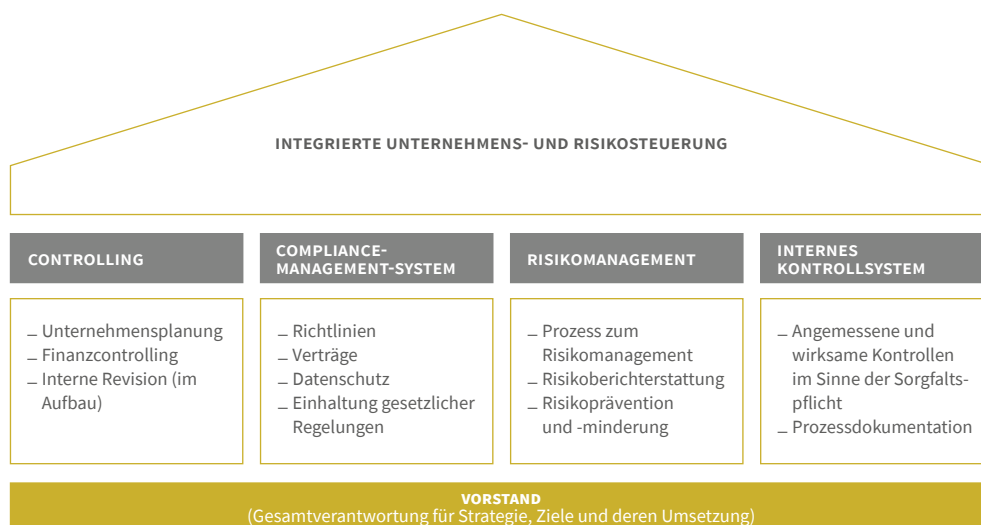 INTEGRIERTE UNTERNEHMENS- UND RISIKOSTEUERUNG
CONTROLLING
– Unternehmensplanung
– Finanzcontrolling
– Interne Revision (im
Aufbau)
COMPLIANCE-
MANAGEMENT-SYSTEM
– Richtlinien
– Verträge
– Datenschutz
– Einhaltung gesetzlicher
Regelungen
RISIKOMANAGEMENT
– Prozess zum
Risikomanagement
– Risikoberichterstattung
– Risikoprävention
und -minderung
INTERNES
KONTROLLSYSTEM
– Angemessene und
wirksame Kontrollen
im Sinne der Sorgfalts-
pflicht
– Prozessdokumentation
VORSTAND
(Gesamtverantwortung für Strategie, Ziele und deren Umsetzung)